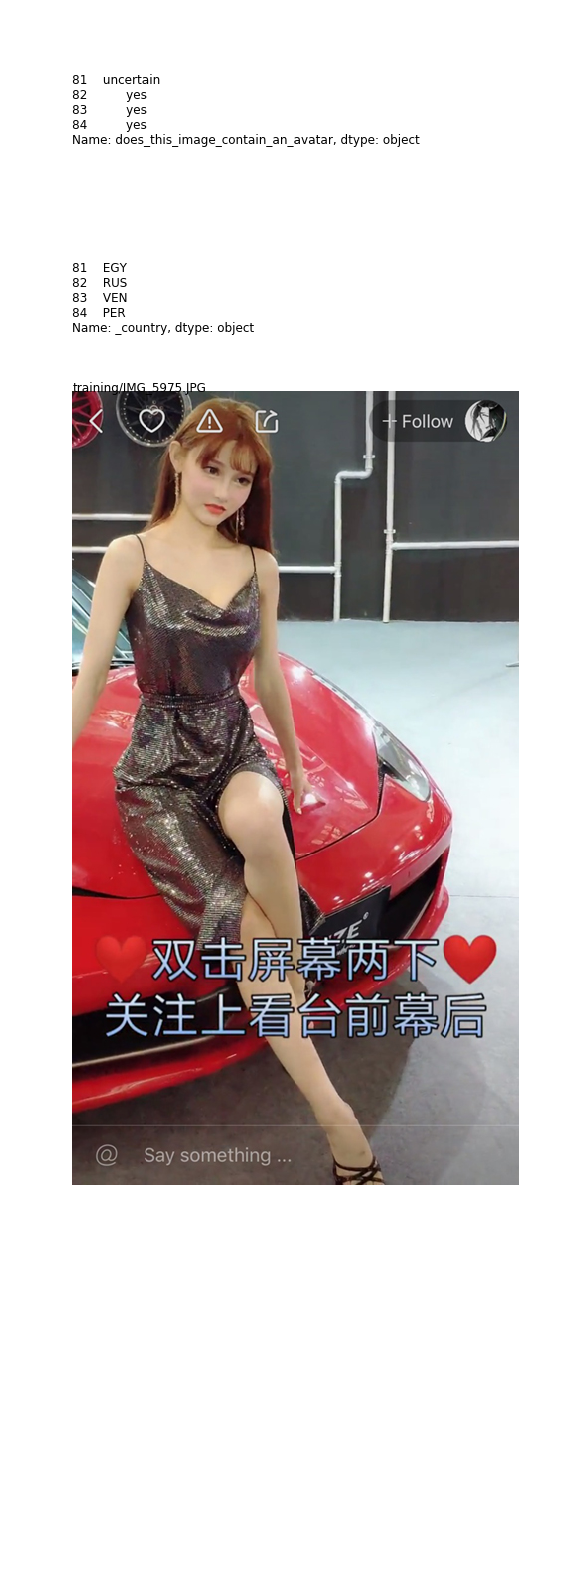 81 uncertain
82 yes
83 yes
84 yes
Name: does_this_image_contain_an_avatar, dtype: object
81 EGY
82 RUS
83 VEN
84 PER
Name: _country, dtype: object
training/IMG_5975.JPG
+ Follow
❤️双击屏幕两下❤️
关注上看台前幕后
@ Say something ...